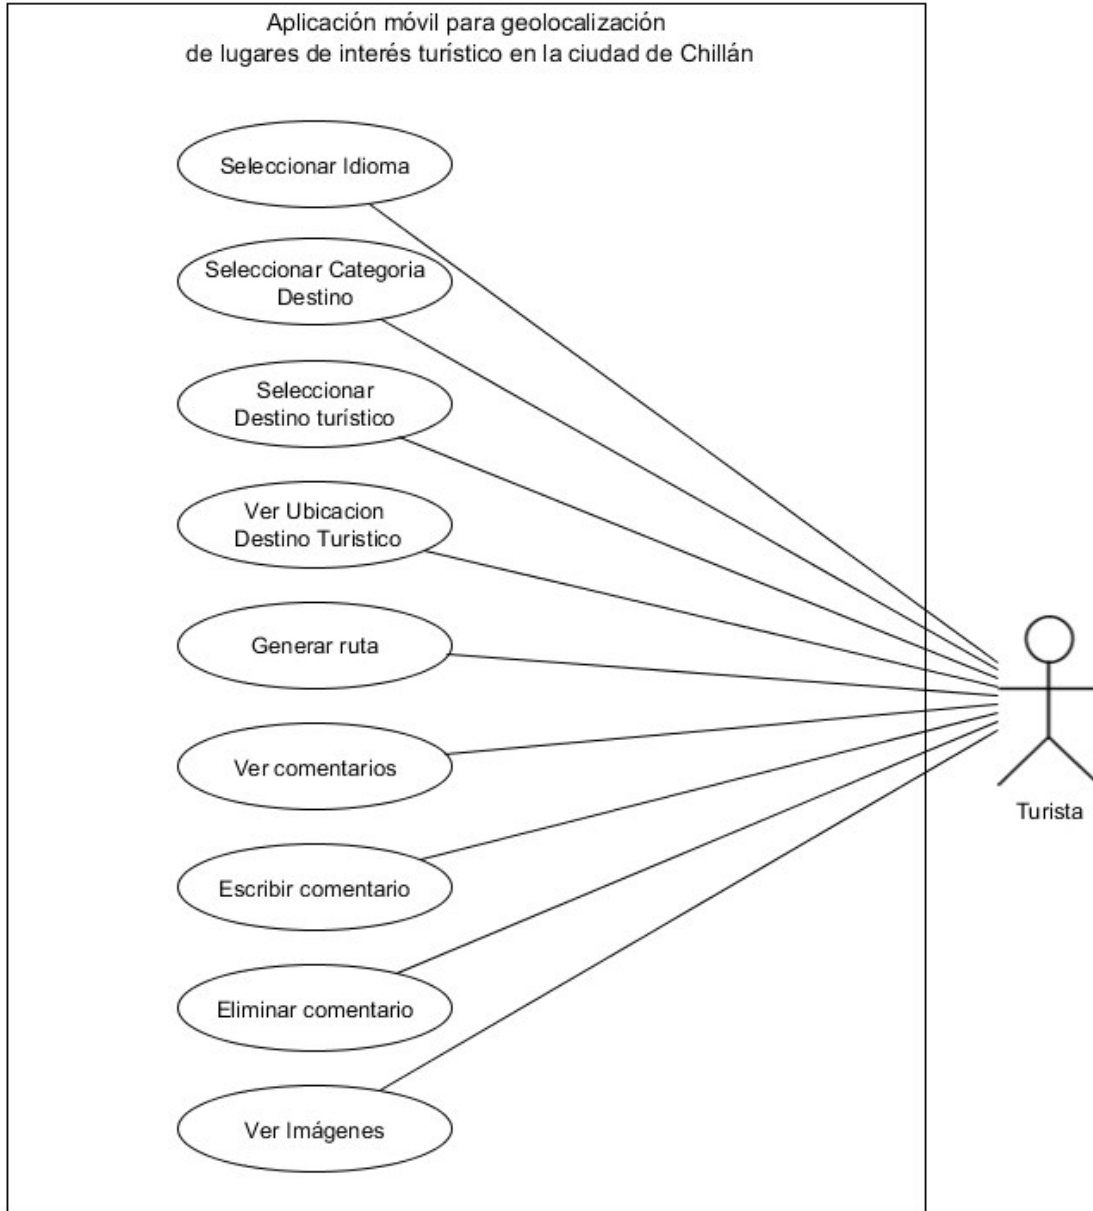 Aplicación móvil para geolocalización
de lugares de interés turístico en la ciudad de Chillán
Seleccionar Idioma
Seleccionar Categoria
Destino
Seleccionar
Destino turístico
Ver Ubicacion
Destino Turistico
Generar ruta
Ver comentarios
Escribir comentario
Eliminar comentario
Ver Imágenes
Turista